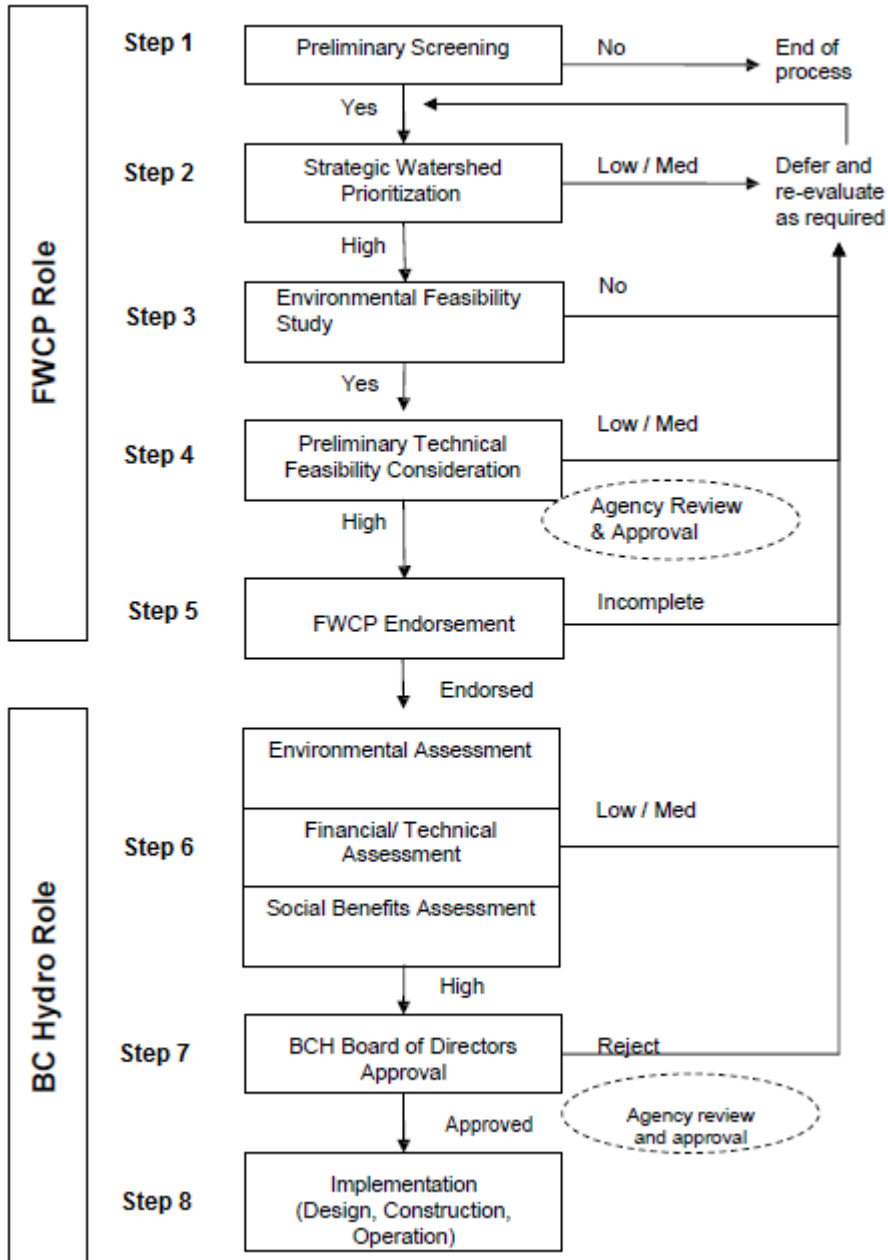 FWCP Role
Step 1
Preliminary Screening
No
End of
process
Yes
Step 2
Strategic Watershed
Prioritization
Low / Med
Defer and
re-evaluate
as required
High
Step 3
Environmental Feasibility
Study
No
Yes
Step 4
Preliminary Technical
Feasibility Consideration
Low / Med
Agency Review
& Approval
High
Step 5
FWCP Endorsement
Incomplete
Endorsed
BC Hydro Role
Environmental Assessment
Step 6
Financial/ Technical
Assessment
Low / Med
Social Benefits Assessment
High
Step 7
BCH Board of Directors
Approval
Reject
Agency review
and approval
Approved
Step 8
Implementation
(Design, Construction,
Operation)